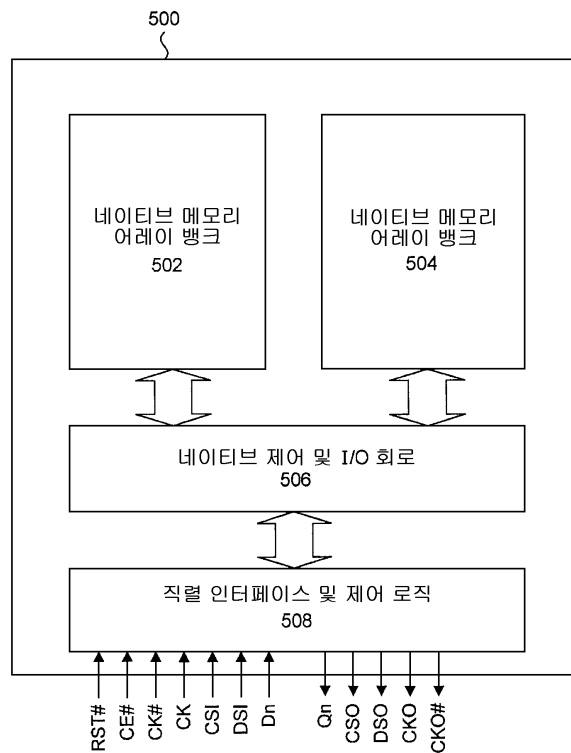 500
네이티브 메모리
어레이 뱅크
502
네이티브 메모리
어레이 뱅크
504
네이티브 제어 및 I/O 회로
506
직렬 인터페이스 및 제어 로직
508
RST#
CE#
CK#
CK
CSI
DSI
Dn
Qn
CSO
DSO
CKO
CKO#